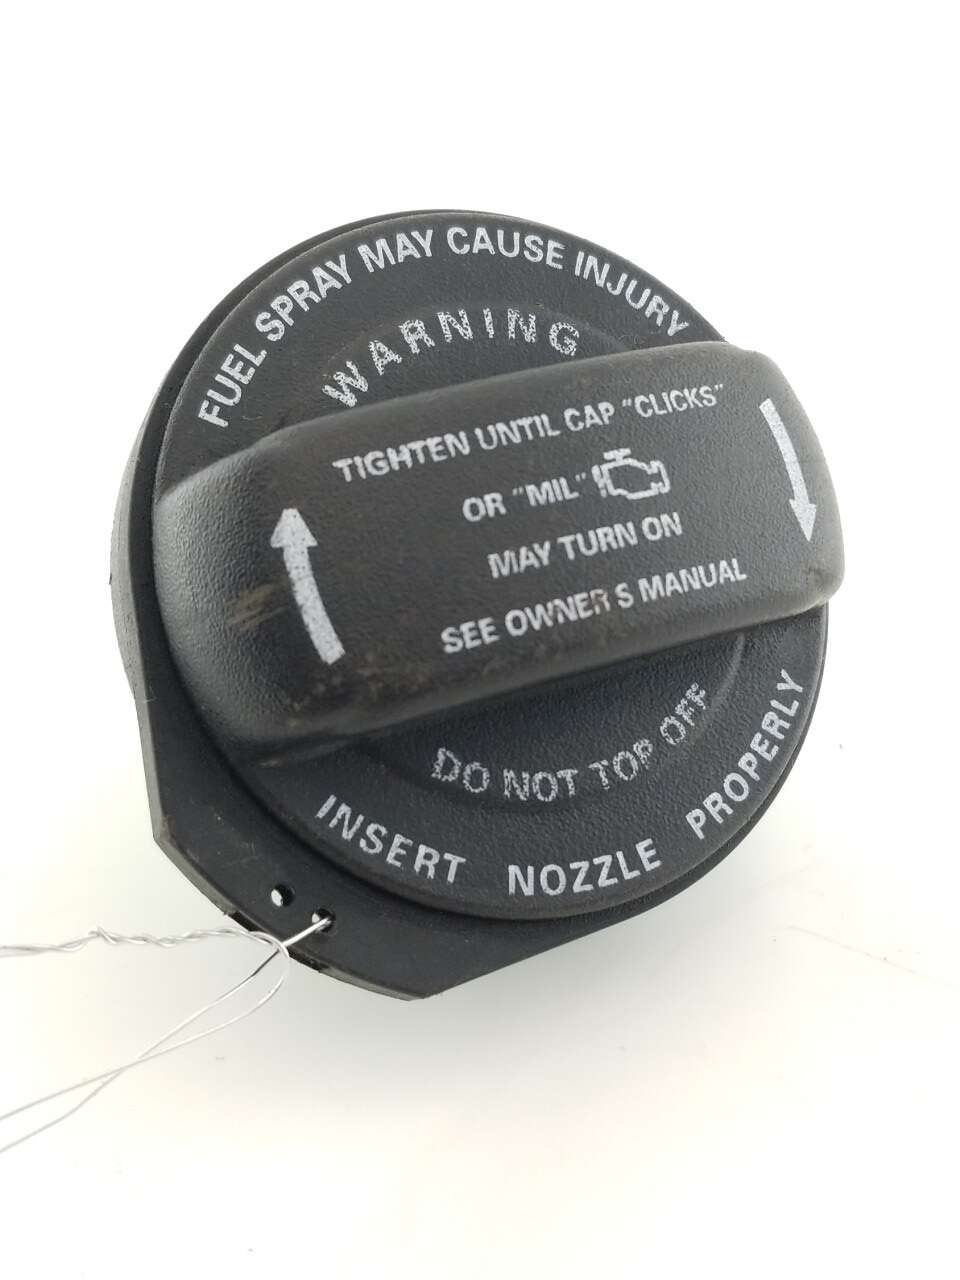 FUEL SPRAY MAY CAUSE INJURY
WARNING
TIGHTEN UNTIL CAP "CLICKS"
OR "MIL"
MAY TURN ON
SEE OWNER S MANUAL
DO NOT TOP OFF
INSERT NOZZLE PROPERLY